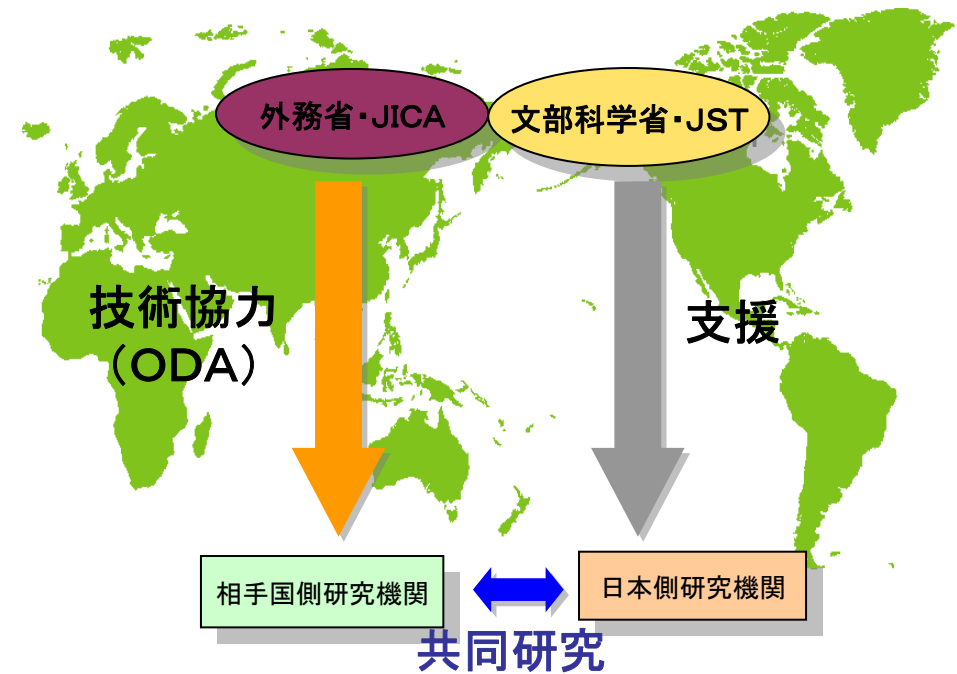 外務省・JICA
文部科学省・JST
技術協力
（ODA）
支援
相手国側研究機関
日本側研究機関
共同研究